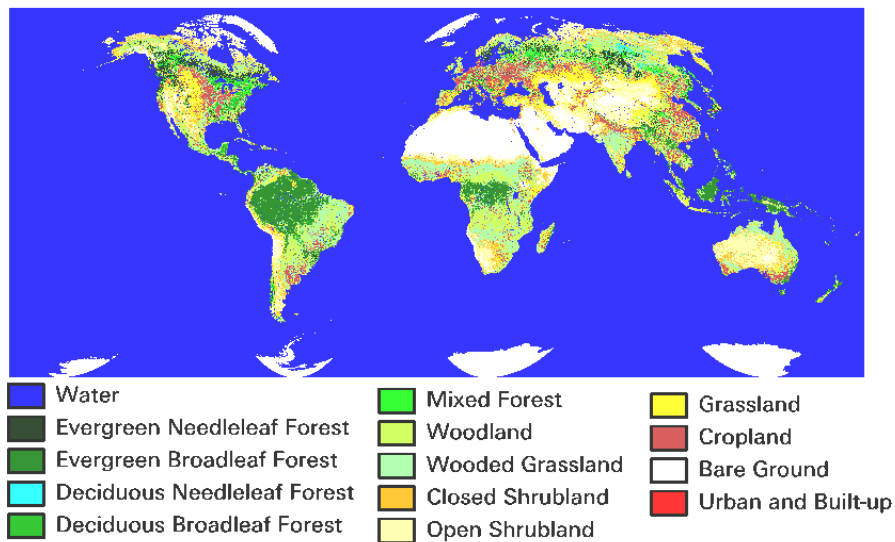 Water
Evergreen Needleleaf Forest
Evergreen Broadleaf Forest
Deciduous Needleleaf Forest
Deciduous Broadleaf Forest
Mixed Forest
Woodland
Wooded Grassland
Closed Shrubland
Open Shrubland
Grassland
Cropland
Bare Ground
Urban and Built-up